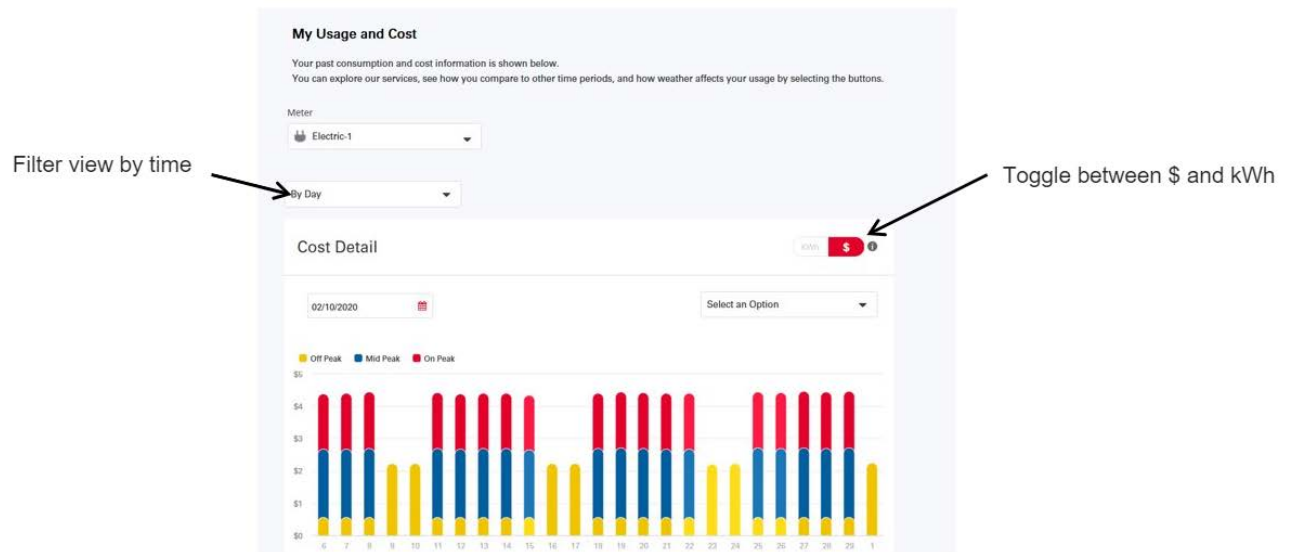 My Usage and Cost
Your past consumption and cost information is shown below.
You can explore our services, see how you compare to other time periods, and how weather affects your usage by selecting the buttons.
Meter
Electric-1
Filter view by time
Toggle between $ and kWh
By Day
Cost Detail
kWh $
02/10/2020 Select an Option
Off Peak Mid Peak On Peak
$5
$4
$3
$2
$1
$0
6 7 8 9 10 11 12 13 14 15 16 17 18 19 20 21 22 23 24 25 26 27 28 29 1